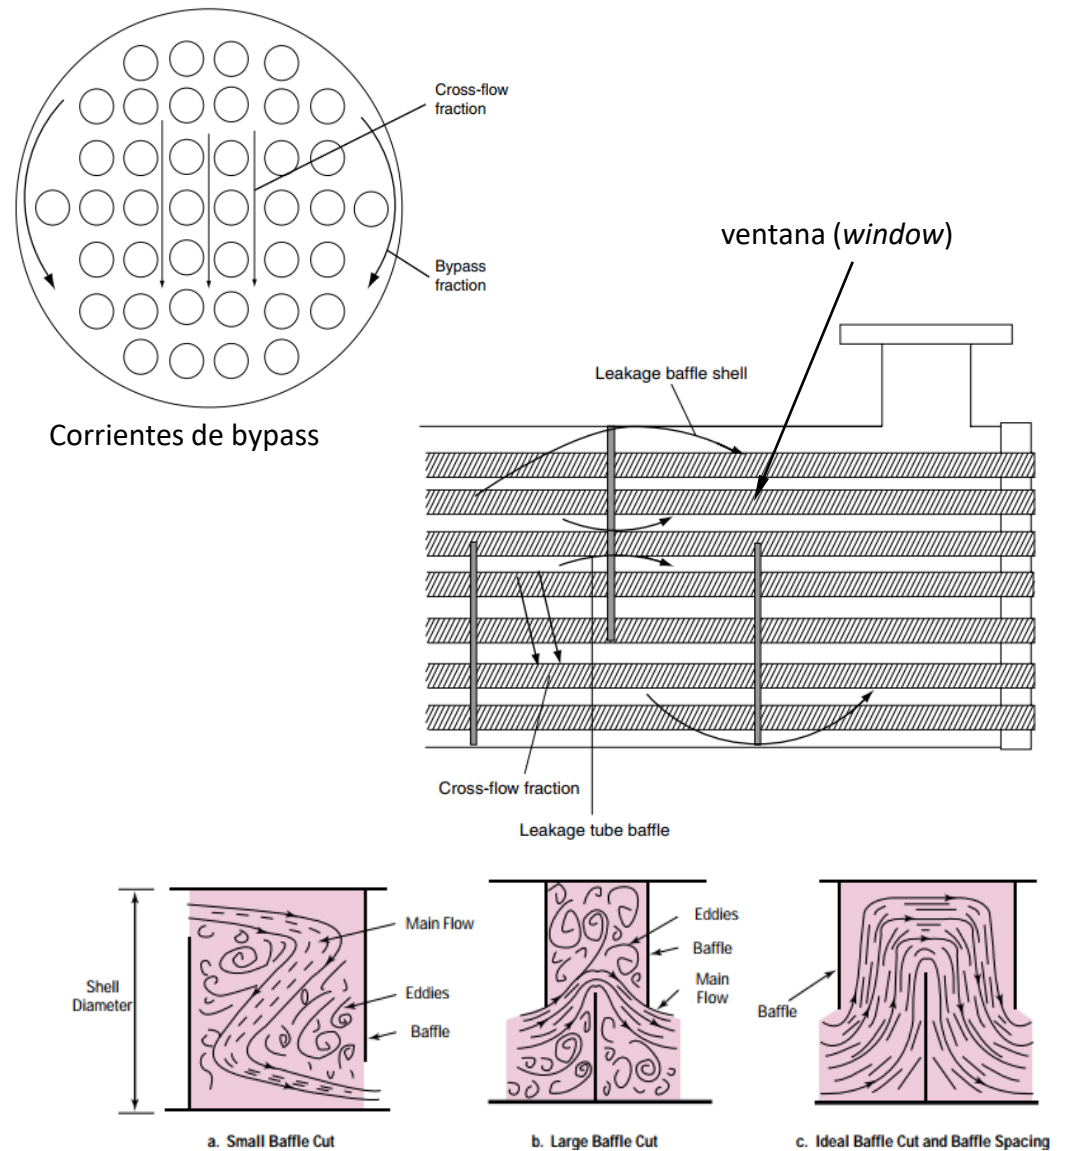 Cross-flow
fraction
Bypass
fraction
Corrientes de bypass
ventana (window)
Leakage baffle shell
Cross-flow fraction
Leakage tube baffle
Shell
Diameter
Main Flow
Eddies
Baffle
a. Small Baffle Cut
Eddies
Baffle
Main
Flow
b. Large Baffle Cut
Baffle
c. Ideal Baffle Cut and Baffle Spacing